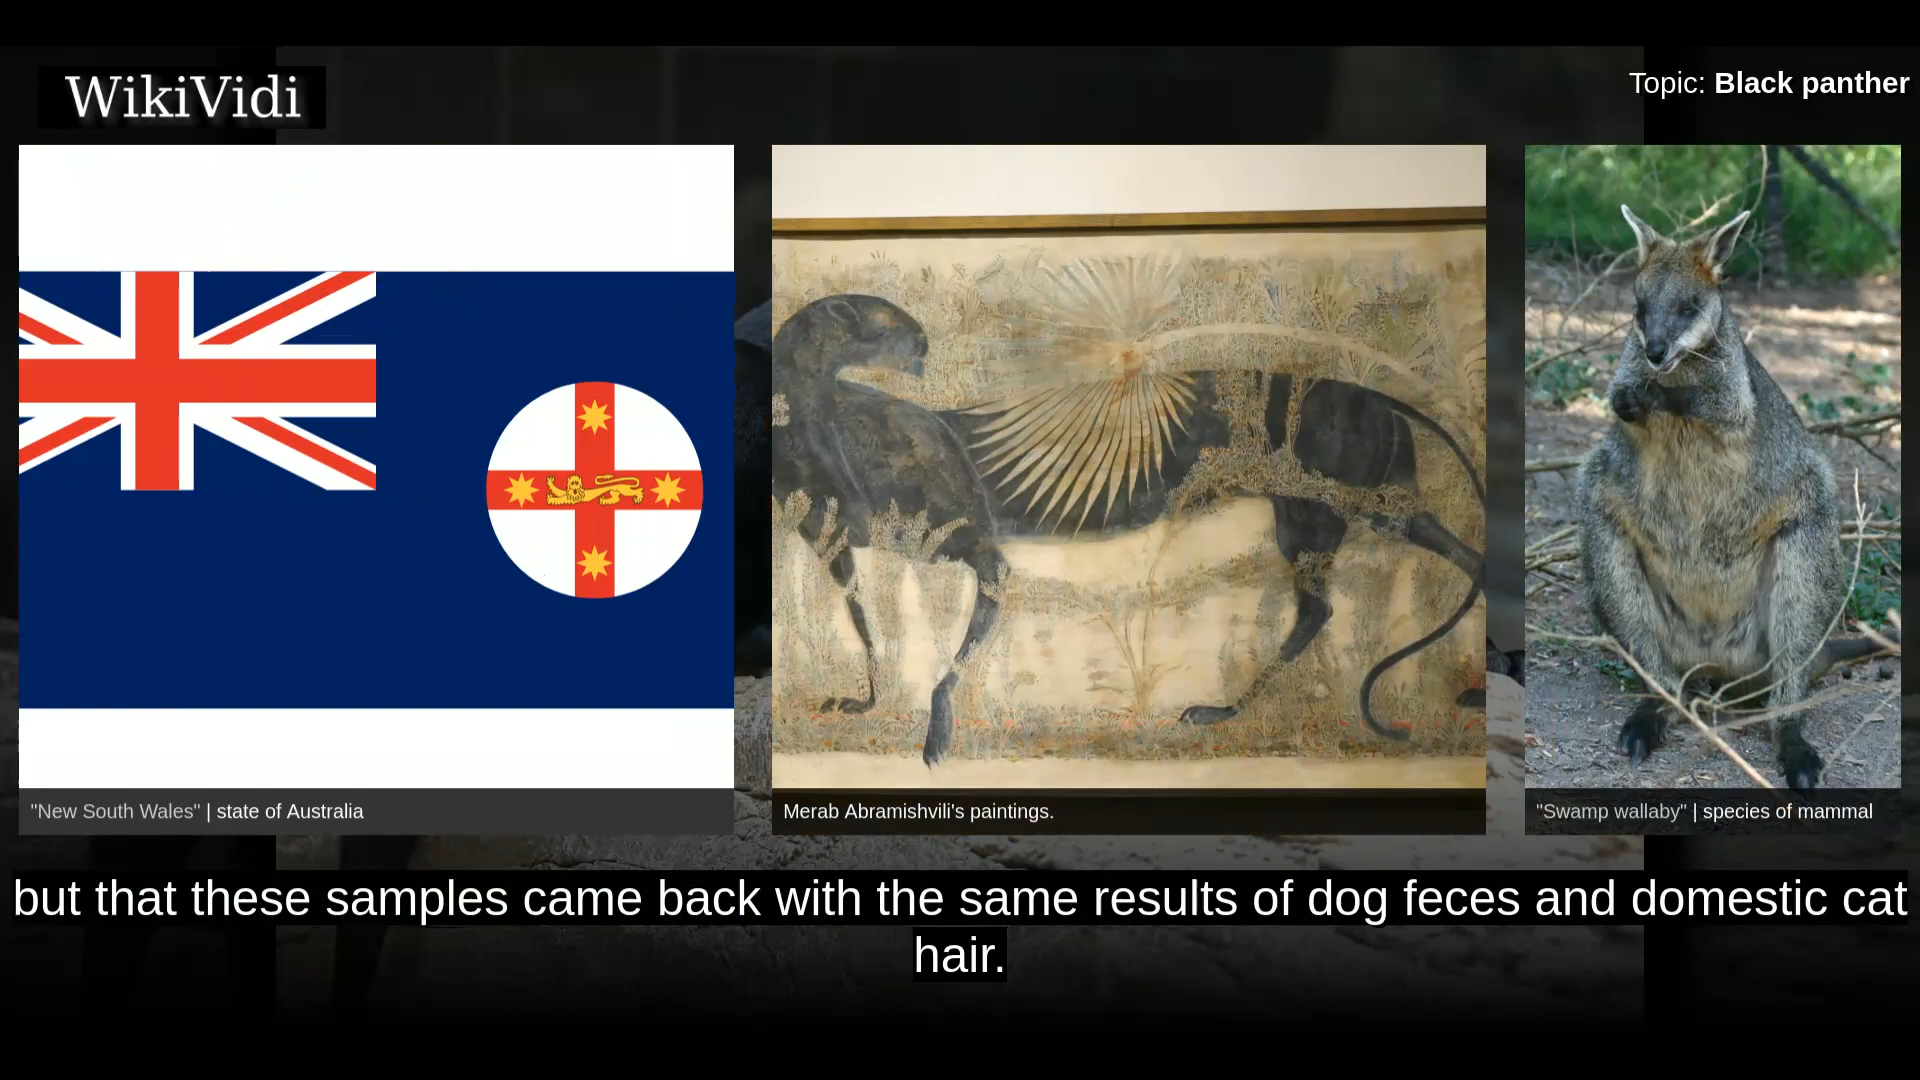 WikiVidi
Topic: Black panther
"New South Wales" | state of Australia
Merab Abramishvili's paintings.
"Swamp wallaby" | species of mammal
but that these samples came back with the same results of dog feces and domestic cat
hair.